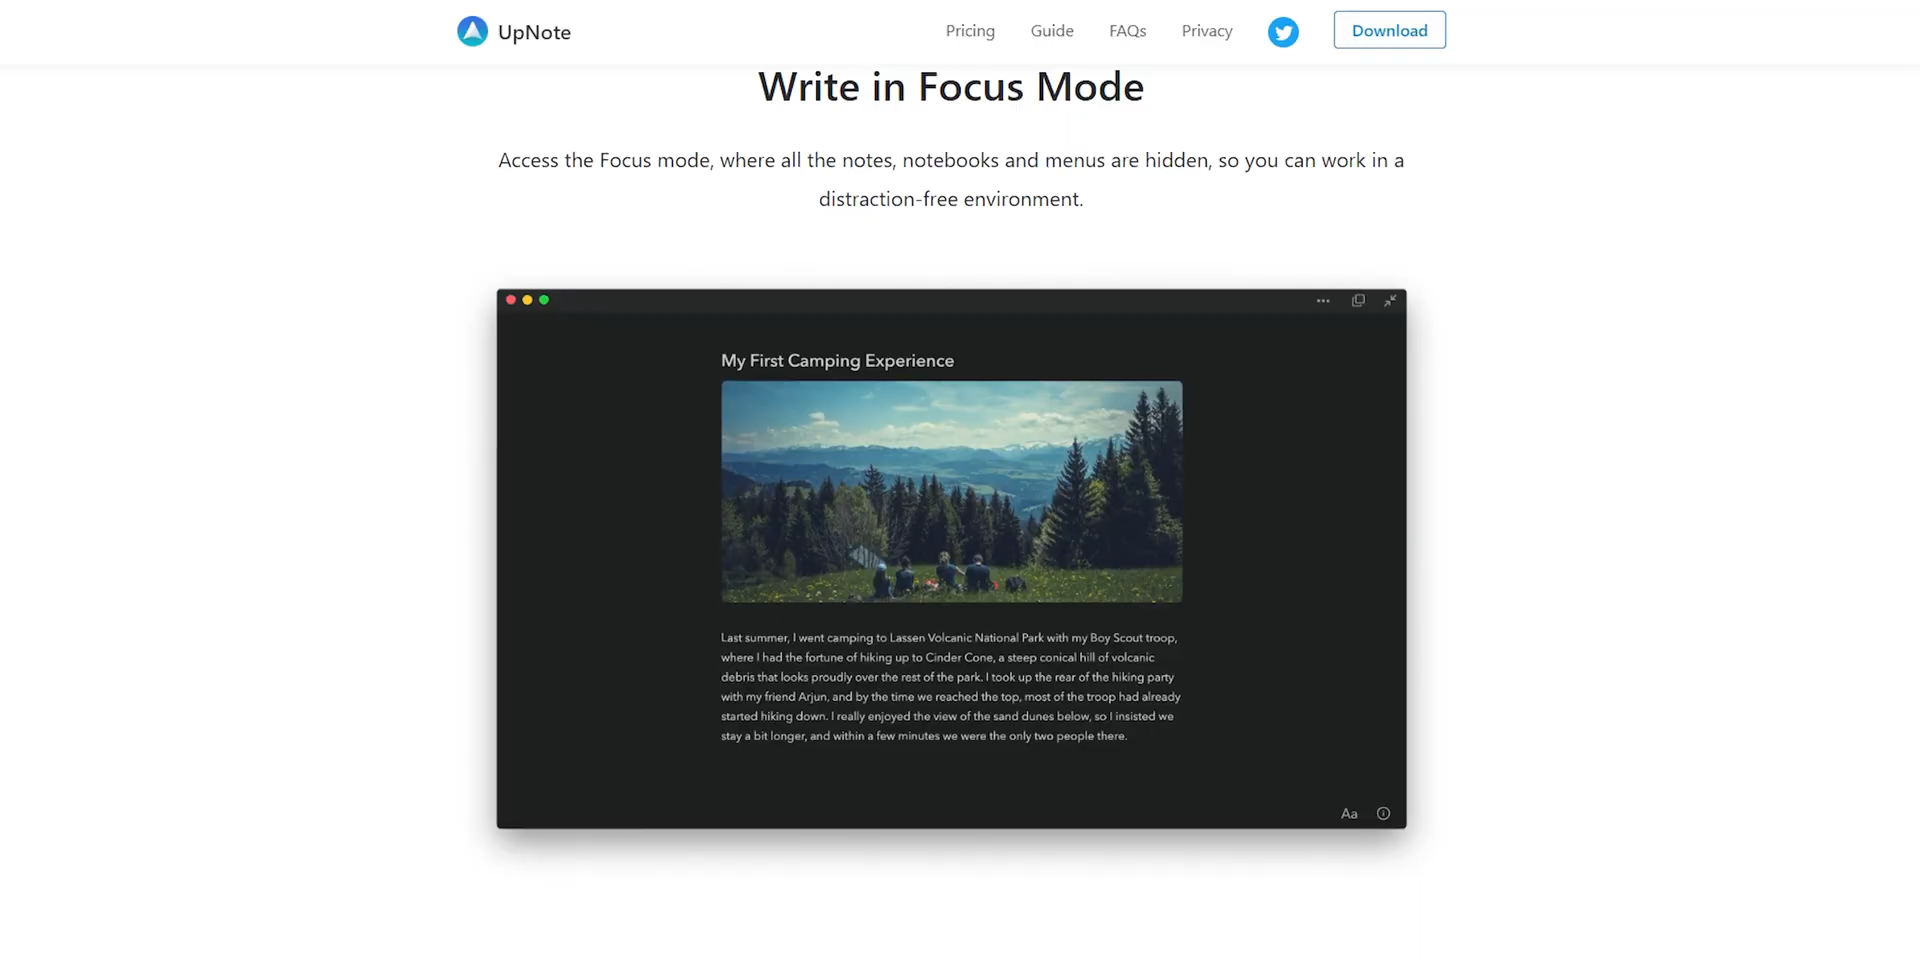 UpNote
Pricing
Guide
FAQs
Privacy
Download
Write in Focus Mode
Access the Focus mode, where all the notes, notebooks and menus are hidden, so you can work in a
distraction-free environment.
My First Camping Experience
Last summer, I went camping to Lassen Volcanic National Park with my Boy Scout troop,
where I had the fortune of hiking up to Cinder Cone, a steep conical hill of volcanic
debris that looks proudly over the rest of the park. I took up the rear of the hiking party
with my friend Arjun, and by the time we reached the top, most of the troop had already
started hiking down. I really enjoyed the view of the sand dunes below, so I insisted we
stay a bit longer, and within a few minutes we were the only two people there.
Aa